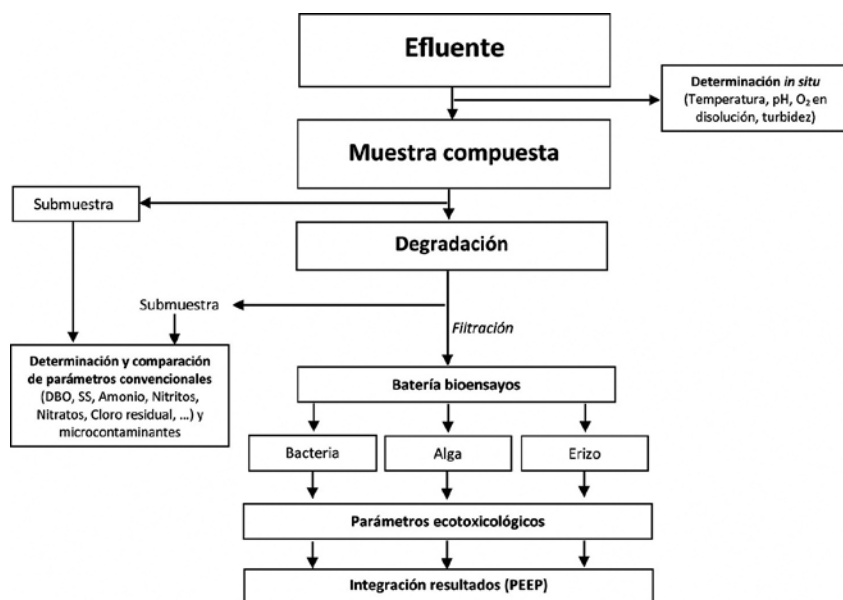 Efluente
Determinación in situ
(Temperatura, pH, O₂ en
disolución, turbidez)
Muestra compuesta
Submuestra
Degradación
Submuestra
Filtración
Determinación y comparación
de parámetros convencionales
(DBO, SS, Amonio, Nitritos,
Nitratos, Cloro residual, ...) y
microcontaminantes
Batería bioensayos
Bacteria
Alga
Erizo
Parámetros ecotoxicológicos
Integración resultados (PEEP)